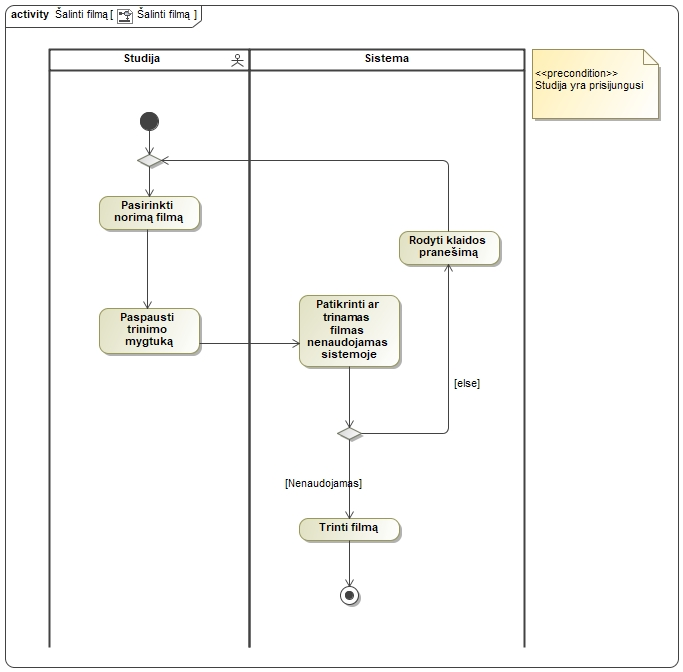 activity Šalinti filmą [ Šalinti filmą ]
Studija
Sistema
<<precondition>>
Studija yra prisijungusi
Pasirinkti
norimą filmą
Rodyti klaidos
pranešimą
Paspausti
trinimo
mygtuką
Patikrinti ar
trinamas
filmas
nenaudojamas
sistemoje
[else]
[Nenaudojamas]
Trinti filmą